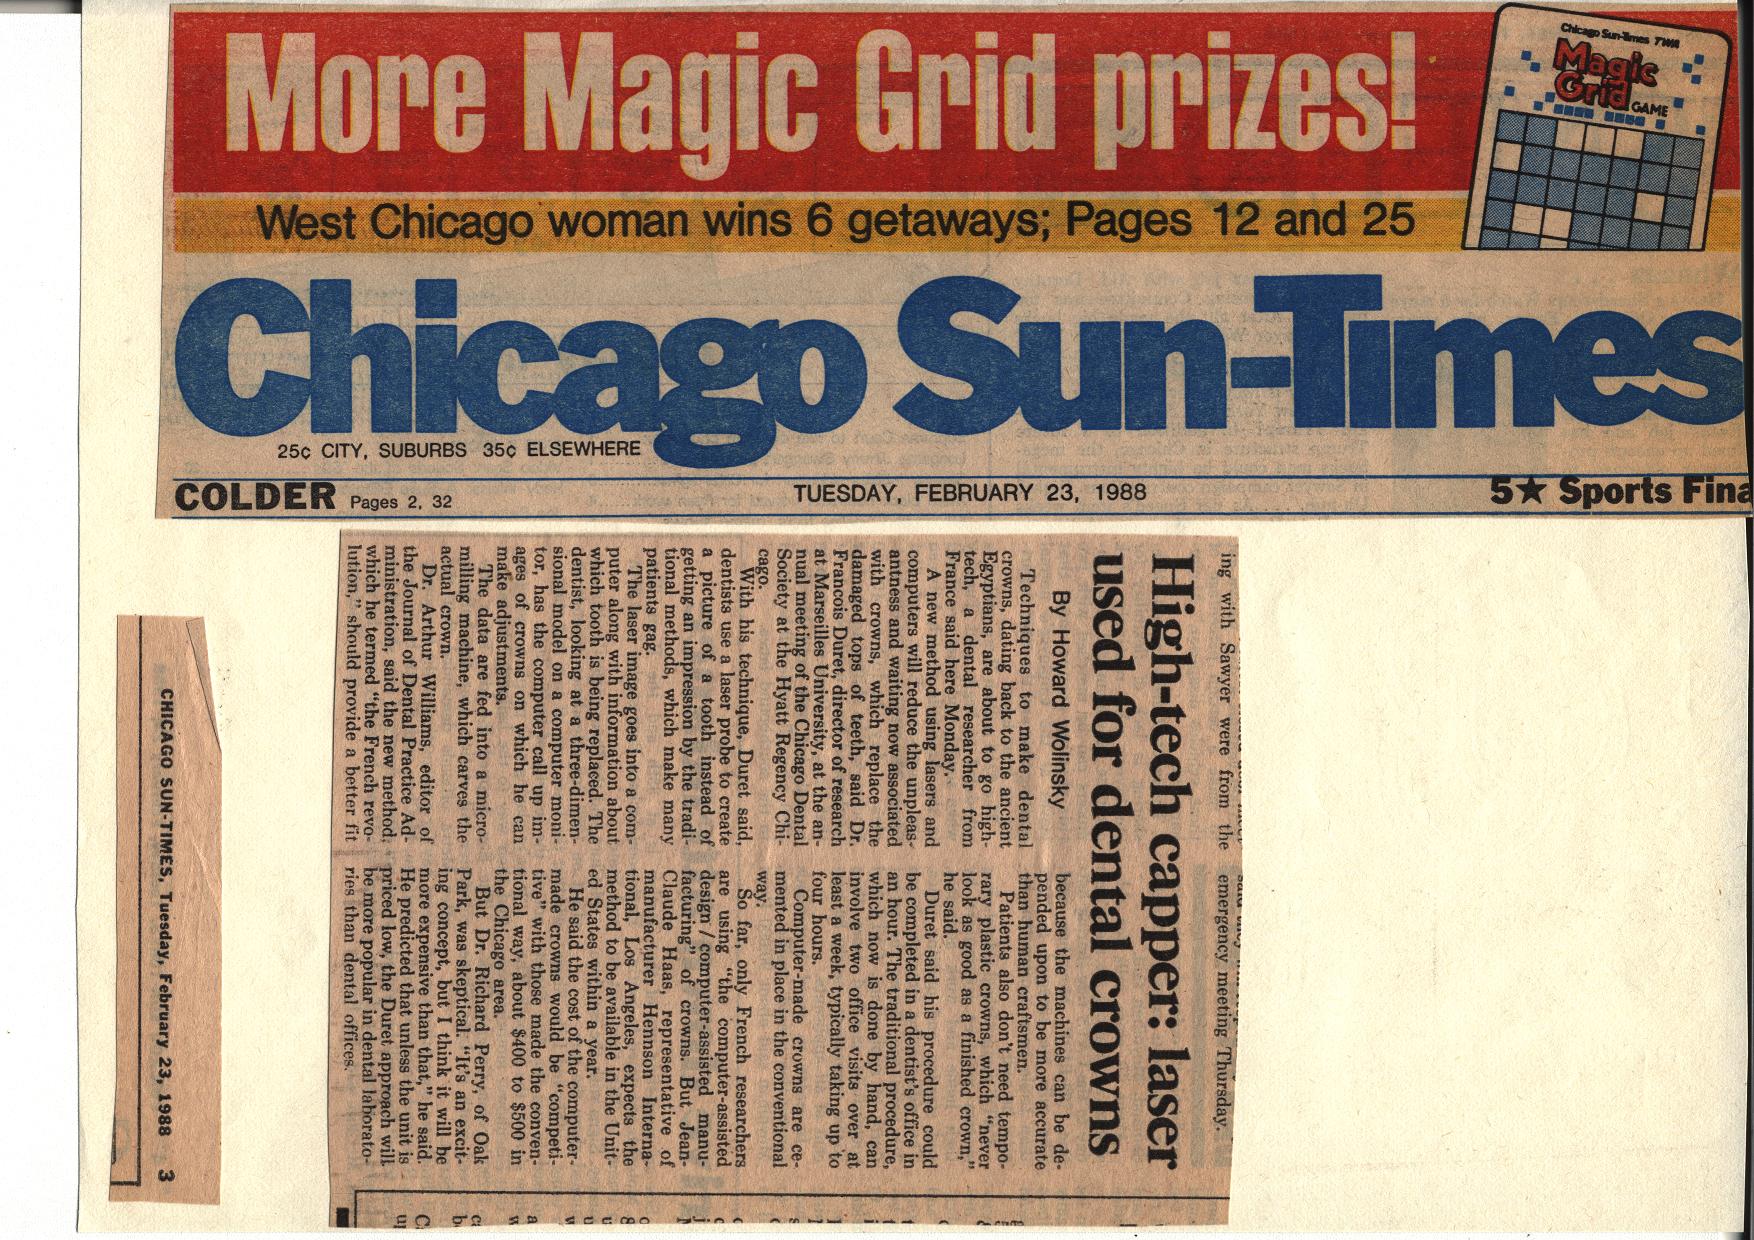 More Magic Grid prizes!
Chicago Sun-Times TWA
Magic
Grid GAME
West Chicago woman wins 6 getaways; Pages 12 and 25
Chicago Sun-Times
25¢ CITY, SUBURBS 35¢ ELSEWHERE
COLDER Pages 2, 32
TUESDAY, FEBRUARY 23, 1988
5★ Sports Fina
ing with Sawyer were from the
emergency meeting Thursday.
High-tech capper: laser
used for dental crowns
By Howard Wolinsky
Techniques to make dental
crowns, dating back to the ancient
Egyptians, are about to go high-
tech, a dental researcher from
France said here Monday.
A new method using lasers and
computers will reduce the unpleas-
antness and waiting now associated
with crowns, which replace the
damaged tops of teeth, said Dr.
Francois Duret, director of research
at Marseilles University, at the an-
nual meeting of the Chicago Dental
Society at the Hyatt Regency Chi-
cago.
With his technique, Duret said,
dentists use a laser probe to create
a picture of a tooth instead of
getting an impression by the tradi-
tional methods, which make many
patients gag.
The laser image goes into a com-
puter along with information about
which tooth is being replaced. The
dentist, looking at a three-dimen-
sional model on a computer moni-
tor, has the computer call up im-
ages of crowns on which he can
make adjustments.
The data are fed into a micro-
milling machine, which carves the
actual crown.
Dr. Arthur Williams, editor of
the Journal of Dental Practice Ad-
ministration, said the new method,
which he termed "the French revo-
lution," should provide a better fit
because the machines can be de-
pended upon to be more accurate
than human craftsmen.
Patients also don't need tempo-
rary plastic crowns, which "never
look as good as a finished crown,"
he said.
Duret said his procedure could
be completed in a dentist's office in
an hour. The traditional procedure,
which now is done by hand, can
involve two office visits over at
least a week, typically taking up to
four hours.
Computer-made crowns are ce-
mented in place in the conventional
way.
So far, only French researchers
are using "the computer-assisted
design / computer-assisted manu-
facturing" of crowns. But Jean-
Claude Haas, representative of
manufacturer Hennson Interna-
tional, Los Angeles, expects the
method to be available in the Unit-
ed States within a year.
He said the cost of the computer-
made crowns would be "competi-
tive" with those made the conven-
tional way, about $400 to $500 in
the Chicago area.
But Dr. Richard Perry, of Oak
Park, was skeptical. "It's an excit-
ing concept, but I think it will be
more expensive than that," he said.
He predicted that unless the unit is
priced low, the Duret approach will
be more popular in dental laborato-
ries than dental offices.
CHICAGO SUN-TIMES, Tuesday, February 23, 1988 3